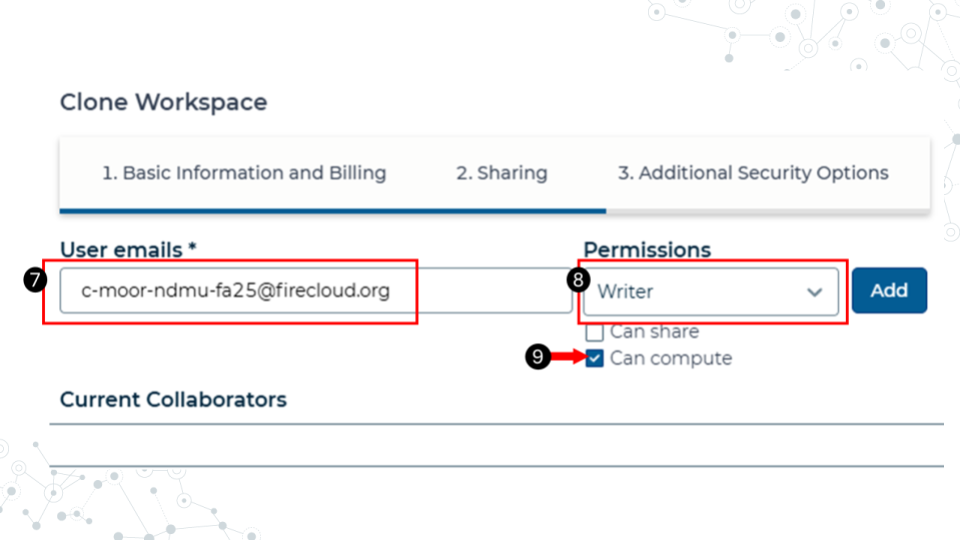 Clone Workspace
1. Basic Information and Billing 2. Sharing 3. Additional Security Options
User emails * Permissions
7 c-moor-ndmu-fa25@firecloud.org 8 Writer Add
Can share
9 Can compute
Current Collaborators